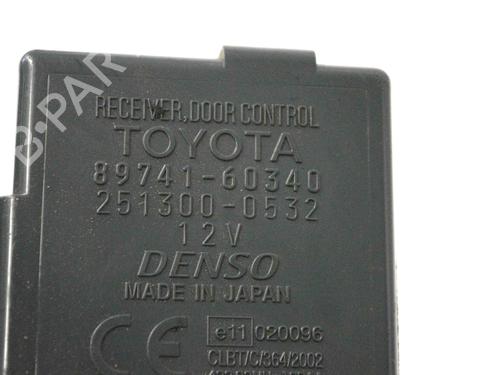 B-PARTS
RECEIVER, DOOR CONTROL
TOYOTA
89741-60340
251300-0532
12V
DENSO
MADE IN JAPAN
CE
e11 020096
CLBT/C/364/2002